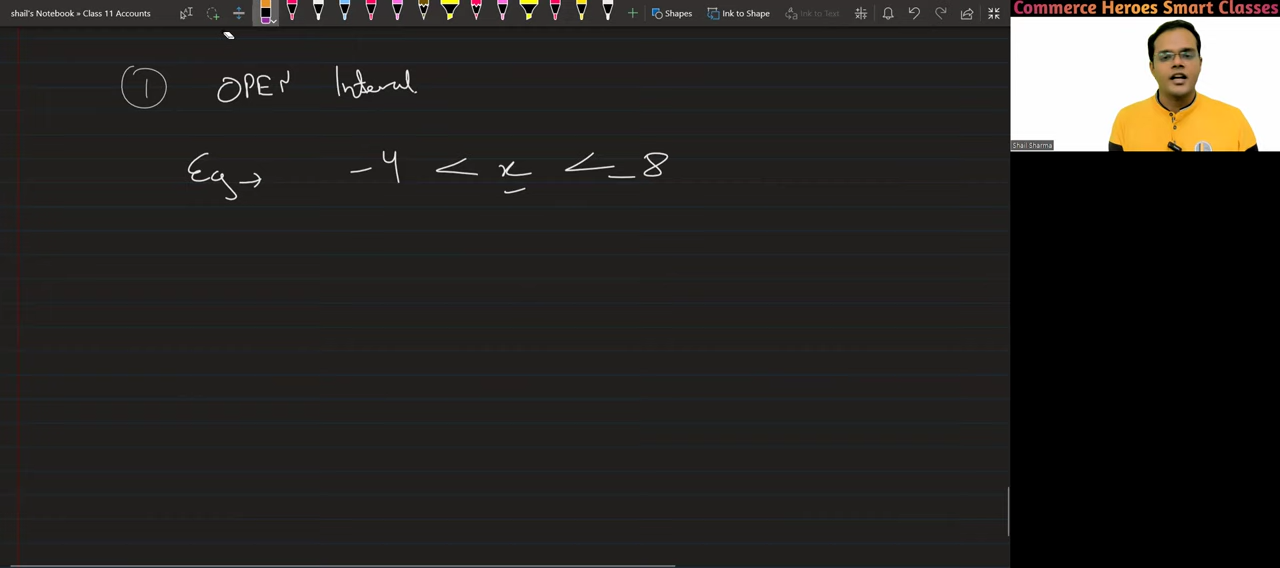 shail's Notebook » Class 11 Accounts
Shapes
Ink to Shape
Ink to Text
Commerce Heroes Smart Classes
Shail Sharma
1 OPEN Interval
Eg → -4 < x < _ 8